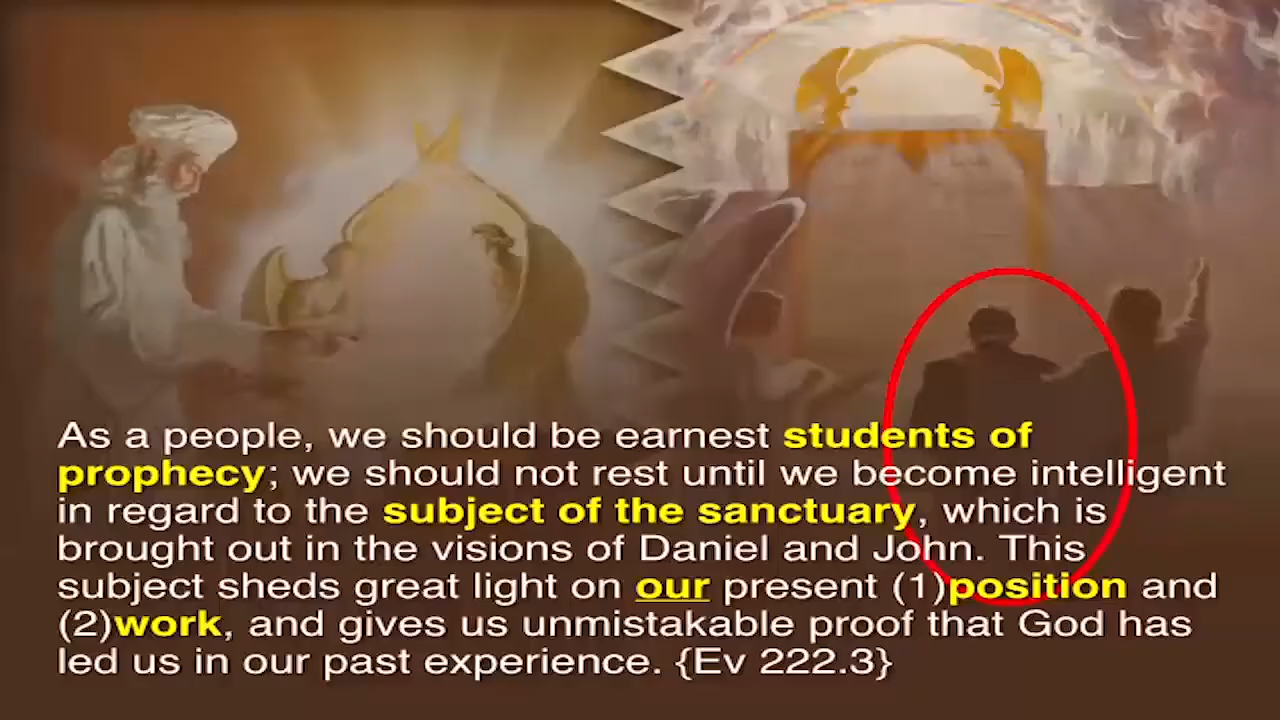 As a people, we should be earnest students of
prophecy; we should not rest until we become intelligent
in regard to the subject of the sanctuary, which is
brought out in the visions of Daniel and John. This
subject sheds great light on our present (1)position and
(2)work, and gives us unmistakable proof that God has
led us in our past experience. {Ev 222.3}